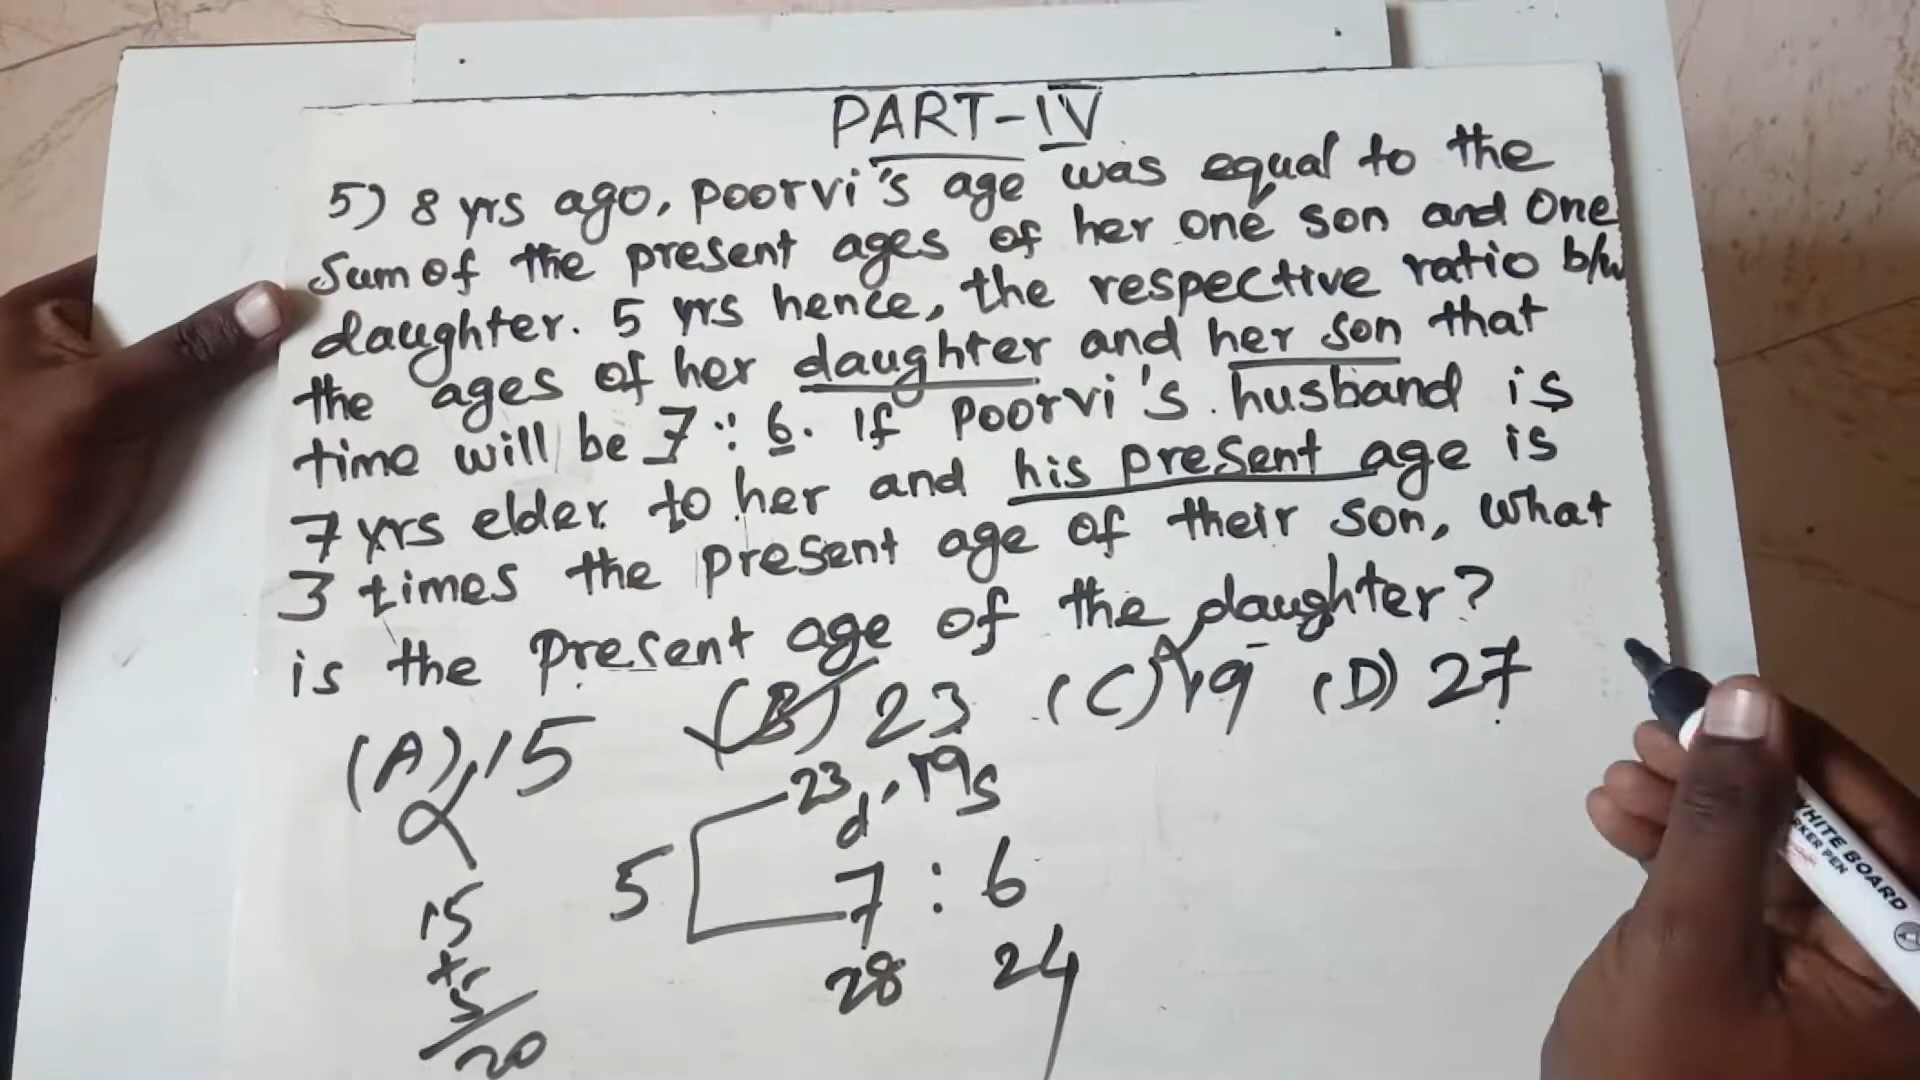 PART-IV
5) 8 yrs ago, Poorvi's age was equal to the
Sum of the present ages of her one son and One
daughter. 5 yrs hence, the respective ratio b/w
the ages of her daughter and her son that
time will be 7 : 6. If Poorvi's husband is
7 yrs elder to her and his present age is
3 times the present age of their son, what
is the present age of the daughter?
(A) 15 (B) 23 (C) 19 (D) 27
23 19
d s
5 7 : 6
15
+
5
28 24
20
WHITE BOARD
MARKER PEN